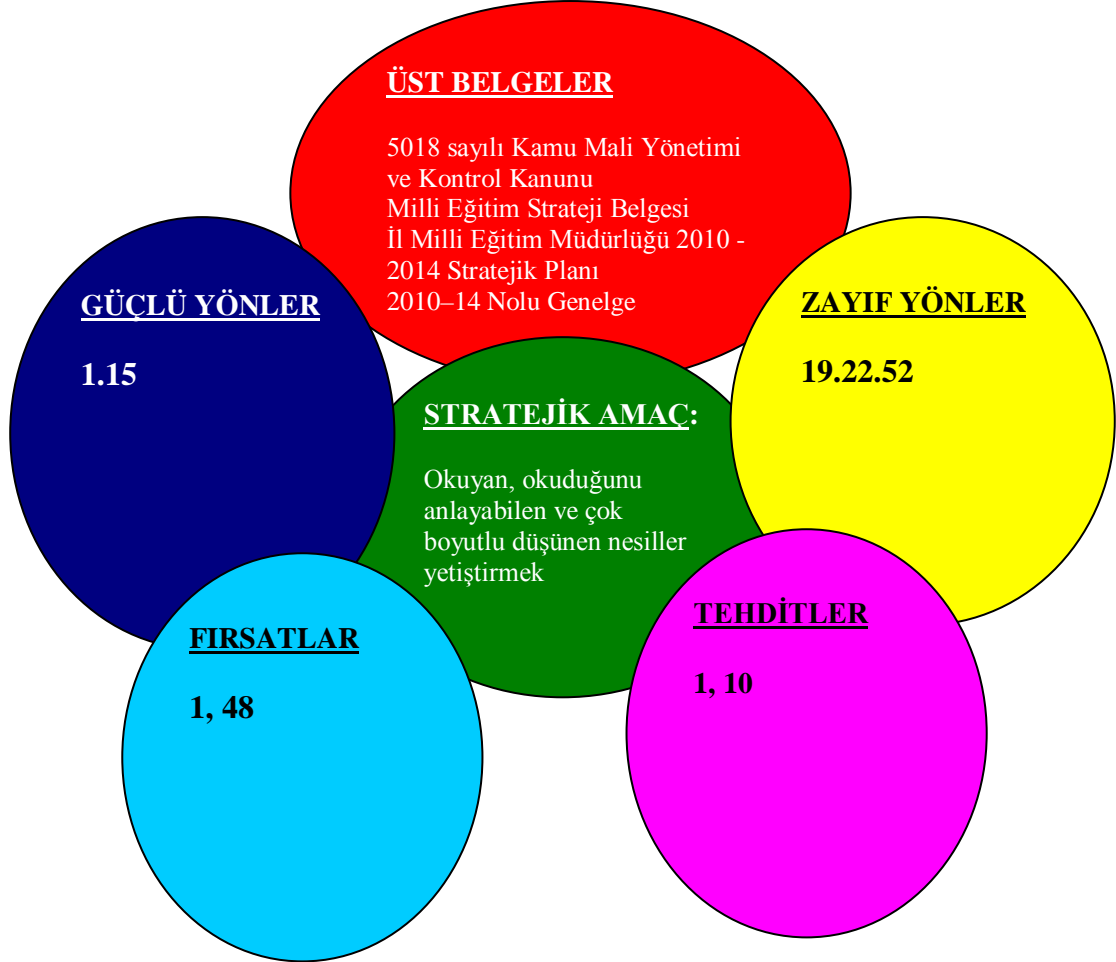 ÜST BELGELER
5018 sayılı Kamu Mali Yönetimi
ve Kontrol Kanunu
Milli Eğitim Strateji Belgesi
İl Milli Eğitim Müdürlüğü 2010 -
2014 Stratejik Planı
2010–14 Nolu Genelge
GÜÇLÜ YÖNLER
1.15
ZAYIF YÖNLER
19.22.52
STRATEJİK AMAÇ:
Okuyan, okuduğunu
anlayabilen ve çok
boyutlu düşünen nesiller
yetiştirmek
FIRSATLAR
1, 48
TEHDİTLER
1, 10